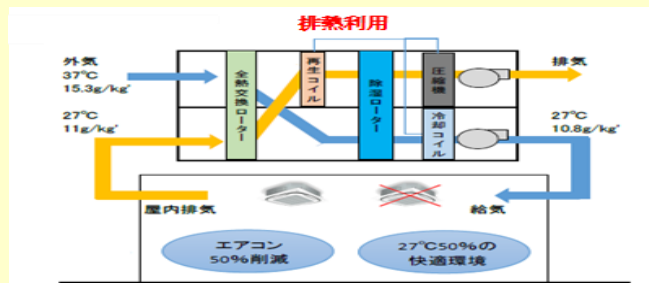 排熱利用
外気
37℃
15.3g/kg'
27℃
11g/kg'
全熱交換ローター
再生コイル
除湿ローター
圧縮機
冷却コイル
排気
27℃
10.8g/kg'
屋内排気
給気
エアコン
50%削減
27℃50%の
快適環境